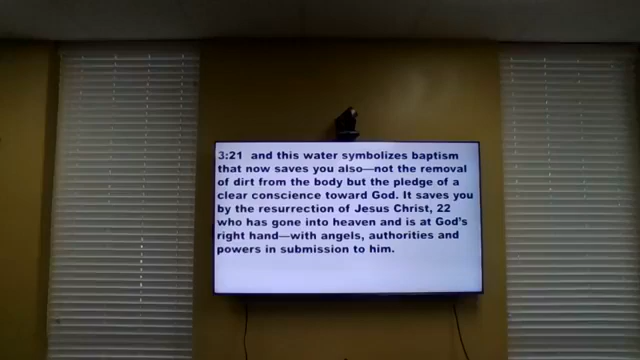 3:21 and this water symbolizes baptism
that now saves you also—not the removal
of dirt from the body but the pledge of a
clear conscience toward God. It saves you
by the resurrection of Jesus Christ, 22
who has gone into heaven and is at God's
right hand—with angels, authorities and
powers in submission to him.